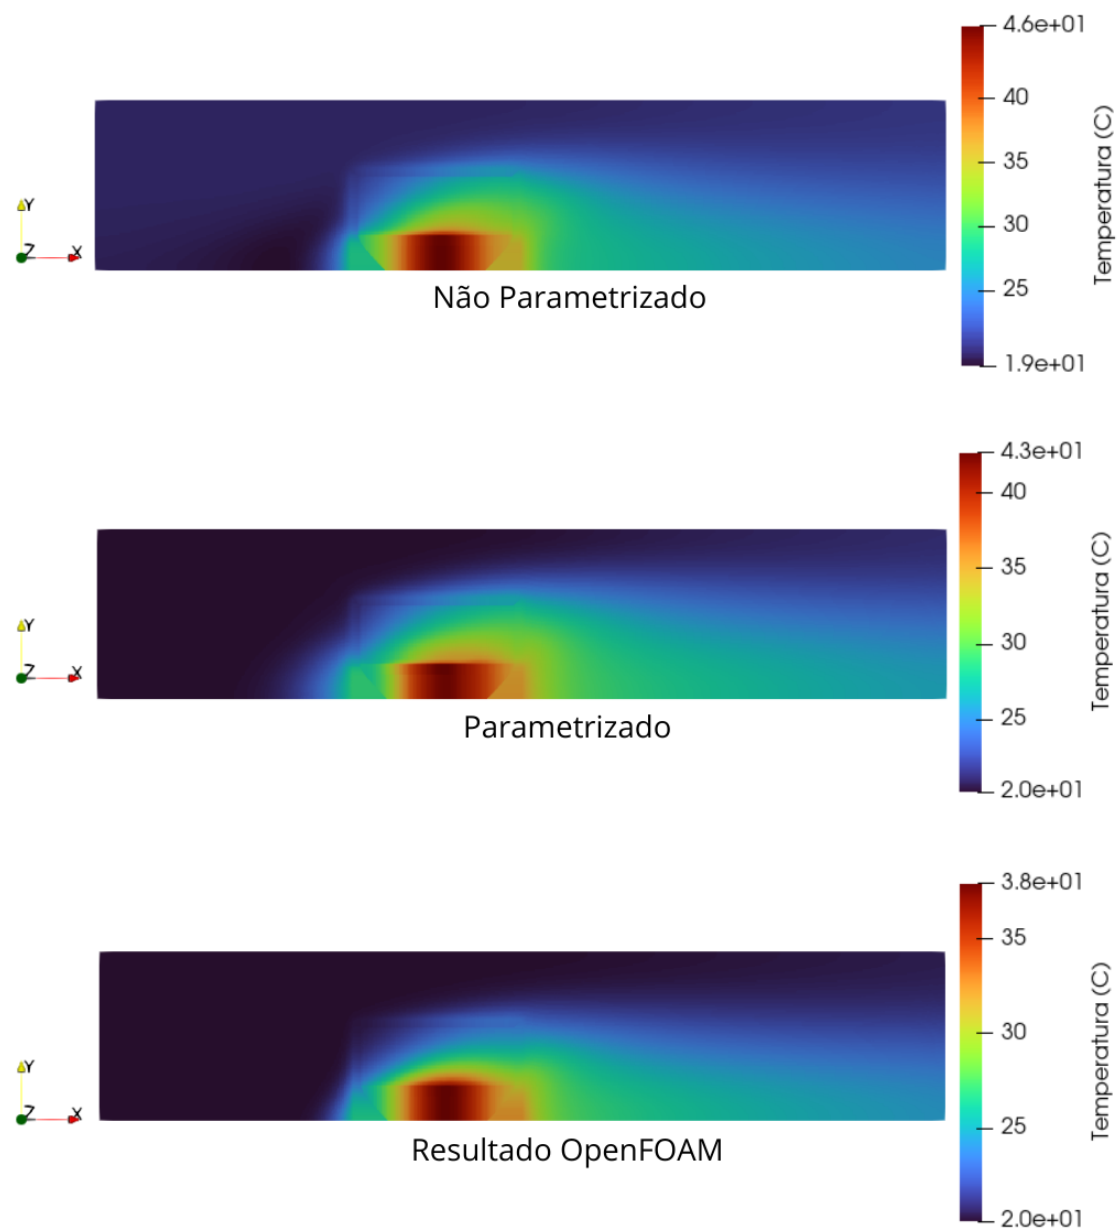 4.6e+01
40
35
30
25
1.9e+01
Temperatura (C)
Y
Z X
Não Parametrizado
4.3e+01
40
35
30
25
2.0e+01
Temperatura (C)
Y
Z X
Parametrizado
3.8e+01
35
30
25
2.0e+01
Temperatura (C)
Y
Z X
Resultado OpenFOAM